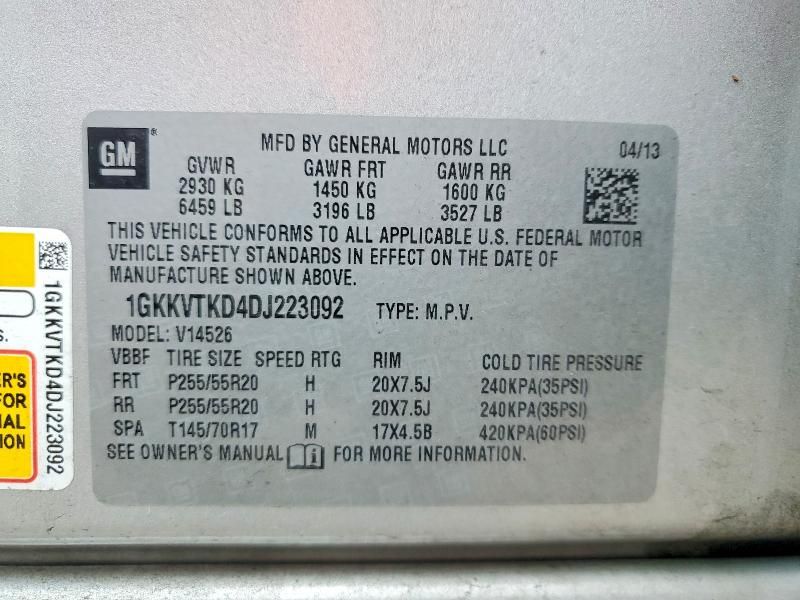 GM
®
MFD BY GENERAL MOTORS LLC 04/13
GVWR GAWR FRT GAWR RR
2930 KG 1450 KG 1600 KG
6459 LB 3196 LB 3527 LB
THIS VEHICLE CONFORMS TO ALL APPLICABLE U.S. FEDERAL MOTOR
VEHICLE SAFETY STANDARDS IN EFFECT ON THE DATE OF
MANUFACTURE SHOWN ABOVE.
1GKKVTKD4DJ223092 TYPE: M.P.V.
MODEL: V14526
VBBF TIRE SIZE SPEED RTG RIM COLD TIRE PRESSURE
FRT P255/55R20 H 20X7.5J 240KPA(35PSI)
RR P255/55R20 H 20X7.5J 240KPA(35PSI)
SPA T145/70R17 M 17X4.5B 420KPA(60PSI)
SEE OWNER'S MANUAL i FOR MORE INFORMATION.
1GKKVTKD4DJ223092
S.
ER'S
FOR
NAL
ION